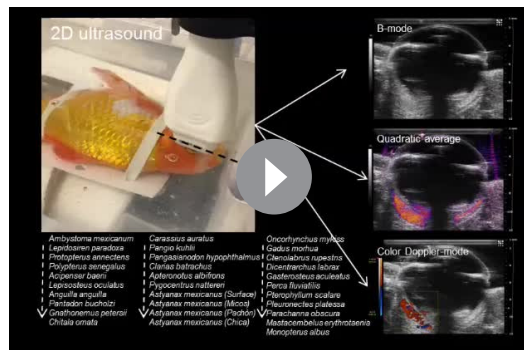 2D ultrasound
B-mode
Quadratic average
Color Doppler-mode
Ambystoma mexicanum
Lepidosiren paradoxa
Protopterus annectens
Polypterus senegalus
Acipenser baerii
Lepisosteus oculatus
Anguilla anguilla
Pantadon bucholzi
Gnathonemus petersii
Chitala ornata
Carassius auratus
Pangio kuhlii
Pangasianodon hypophthalmus
Clarias batrachus
Apteronotus albifrons
Pygocentrus natteren
Astyanax mexicanus (Surface)
Astyanax mexicanus (Micos)
Astyanax mexicanus (Pachón)
Astyanax mexicanus (Chica)
Oncorhynchus mykiss
Gadus morhua
Ctenolabrus rupestris
Dicentrarchus labrax
Gasterosteus aculeatus
Perca fluviatilis
Pterophyllum scalare
Pleuronectes platessa
Parachanna obscura
Mastacembelus erythrotaenia
Monopterus albus